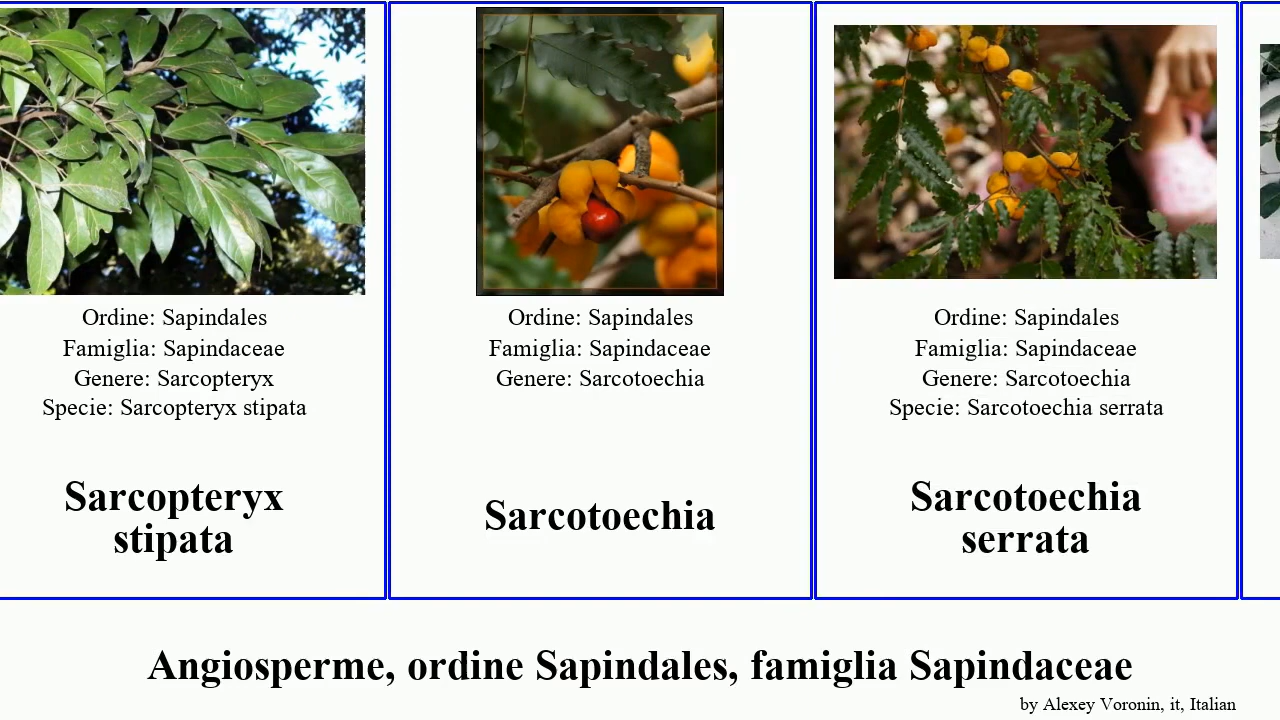 Ordine: Sapindales
Famiglia: Sapindaceae
Genere: Sarcopteryx
Specie: Sarcopteryx stipata
Sarcopteryx
stipata
Ordine: Sapindales
Famiglia: Sapindaceae
Genere: Sarcotoechia
Sarcotoechia
Ordine: Sapindales
Famiglia: Sapindaceae
Genere: Sarcotoechia
Specie: Sarcotoechia serrata
Sarcotoechia
serrata
Angiosperme, ordine Sapindales, famiglia Sapindaceae
by Alexey Voronin, it, Italian